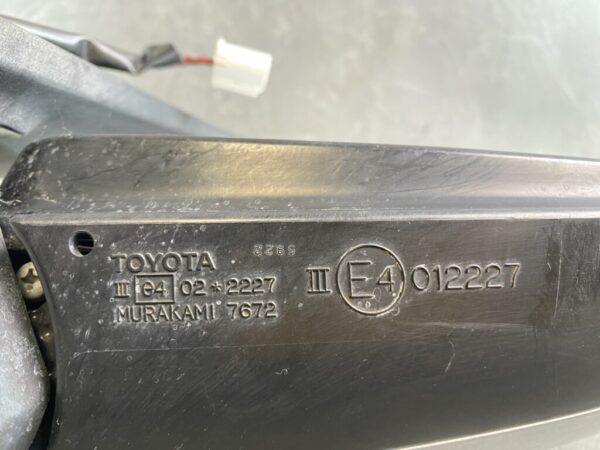 TOYOTA
III e4 02*2227
MURAKAMI 7672
III E4 012227